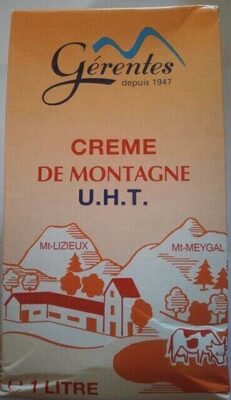 Gérentes
depuis 1947
CREME
DE MONTAGNE
U.H.T.
Mt-LIZIEUX
Mt-MEYGAL
℮ 1 LITRE